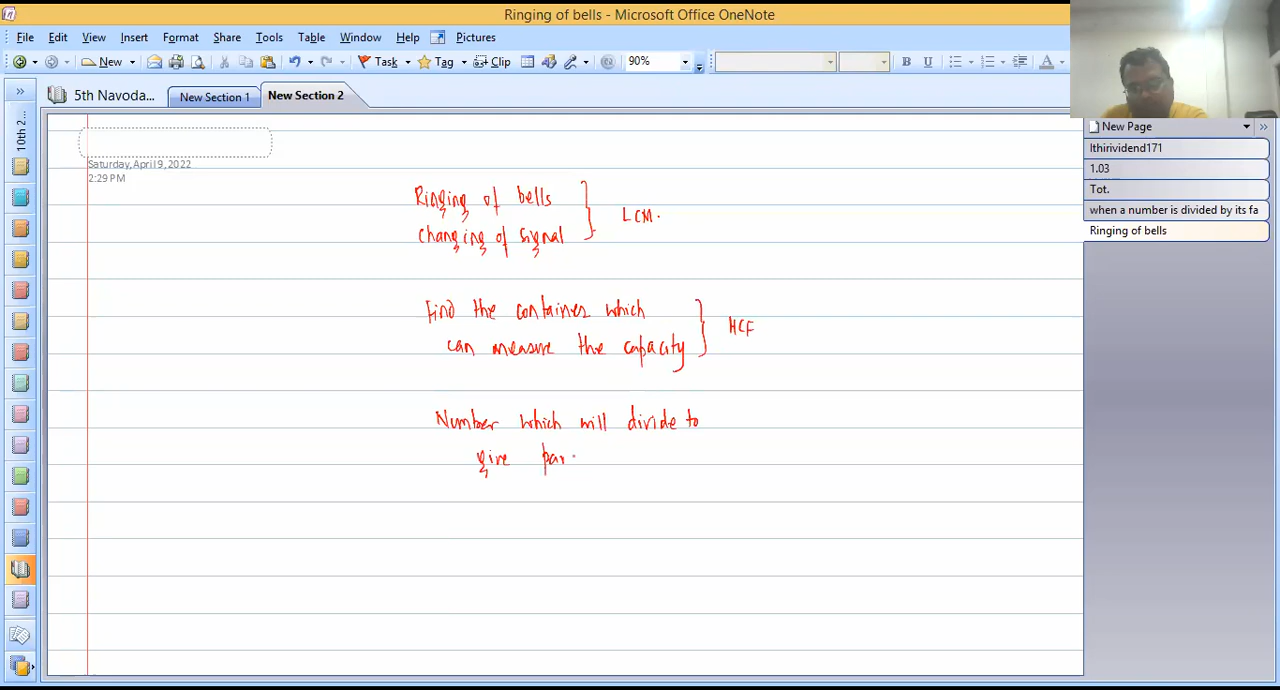 Ringing of bells - Microsoft Office OneNote
File Edit View Insert Format Share Tools Table Window Help Pictures
New Task Tag Clip 90% B U A
5th Navoda... New Section 1 New Section 2
10th 2...
New Page
lthirividend171
1.03
Tot.
when a number is divided by its fa
Ringing of bells
Saturday, April 9, 2022
2:29 PM
Ringing of bells
Changing of signal
LCM.
Find the container which
can measure the capacity
HCF
Number which will divide to
give par